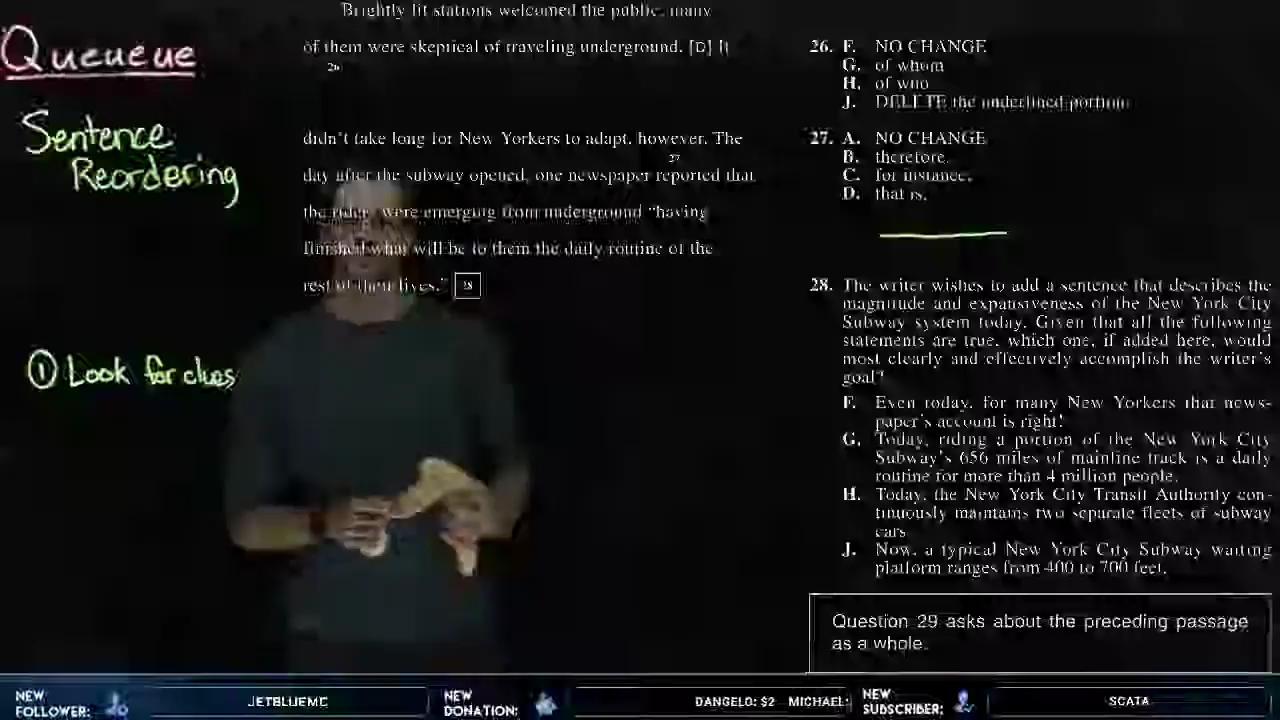 Queueue
Sentence
Reordering
① Look for clues
Brightly lit stations welcomed the public, many
of them were skeptical of traveling underground. [D] It
26
didn't take long for New Yorkers to adapt, however. The
27
day after the subway opened, one newspaper reported that
the riders were emerging from underground "having
finished what will be to them the daily routine of the
rest of their lives." 28
26. F. NO CHANGE
G. of whom
H. of who
J. DELETE the underlined portion
27. A. NO CHANGE
B. therefore.
C. for instance.
D. that is.
28. The writer wishes to add a sentence that describes the
magnitude and expansiveness of the New York City
Subway system today. Given that all the following
statements are true, which one, if added here, would
most clearly and effectively accomplish the writer's
goal?
F. Even today, for many New Yorkers that news-
paper's account is right!
G. Today, riding a portion of the New York City
Subway's 656 miles of mainline track is a daily
routine for more than 4 million people.
H. Today, the New York City Transit Authority con-
tinuously maintains two separate fleets of subway
cars.
J. Now, a typical New York City Subway waiting
platform ranges from 400 to 700 feet.
Question 29 asks about the preceding passage
as a whole.
NEW FOLLOWER: JETBLUEME
NEW DONATION: DANGELO: $2 MICHAEL:
NEW SUBSCRIBER: SCATA